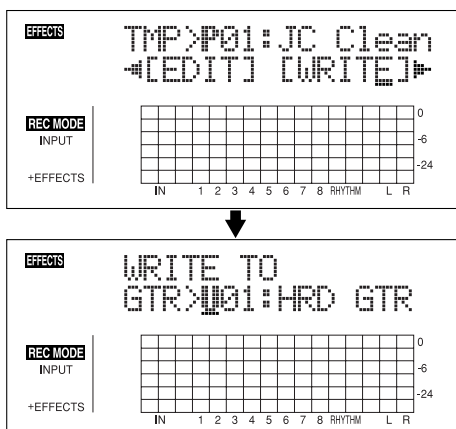 EFFECTS
TMP>P01:JC Clean
[EDIT] [WRITE]
REC MODE
INPUT
+EFFECTS
0
-6
-24
IN 1 2 3 4 5 6 7 8 RHYTHM L R
EFFECTS
WRITE TO
GTR>U01:HRD GTR
REC MODE
INPUT
+EFFECTS
0
-6
-24
IN 1 2 3 4 5 6 7 8 RHYTHM L R